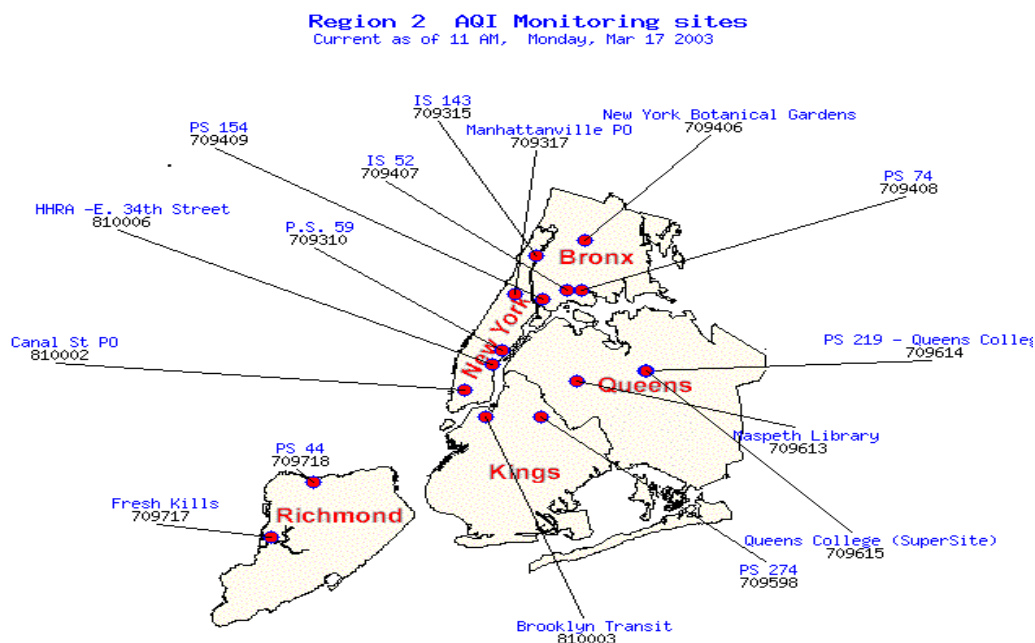 Region 2 AQI Monitoring sites
Current as of 11 AM, Monday, Mar 17 2003
IS 143
709315
New York Botanical Gardens
709406
PS 154
709409
Manhattanville PO
709317
IS 52
709407
PS 74
709408
HHRA -E. 34th Street
810006
P.S. 59
709310
Bronx
New York
Canal St PO
810002
PS 219 - Queens Colleg
709614
Queens
Maspeth Library
709613
PS 44
709718
Kings
Fresh Kills
709717
Richmond
Queens College (SuperSite)
709615
PS 274
709598
Brooklyn Transit
810003